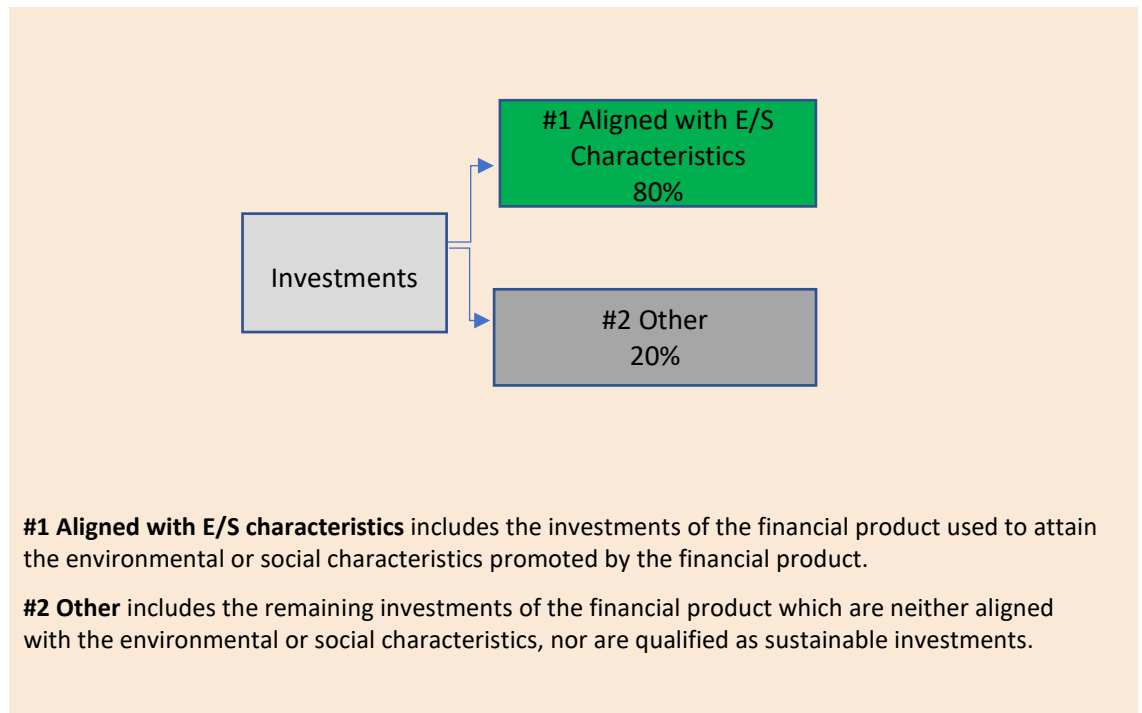 #1 Aligned with E/S
Characteristics
80%
Investments
#2 Other
20%
#1 Aligned with E/S characteristics includes the investments of the financial product used to attain
the environmental or social characteristics promoted by the financial product.
#2 Other includes the remaining investments of the financial product which are neither aligned
with the environmental or social characteristics, nor are qualified as sustainable investments.